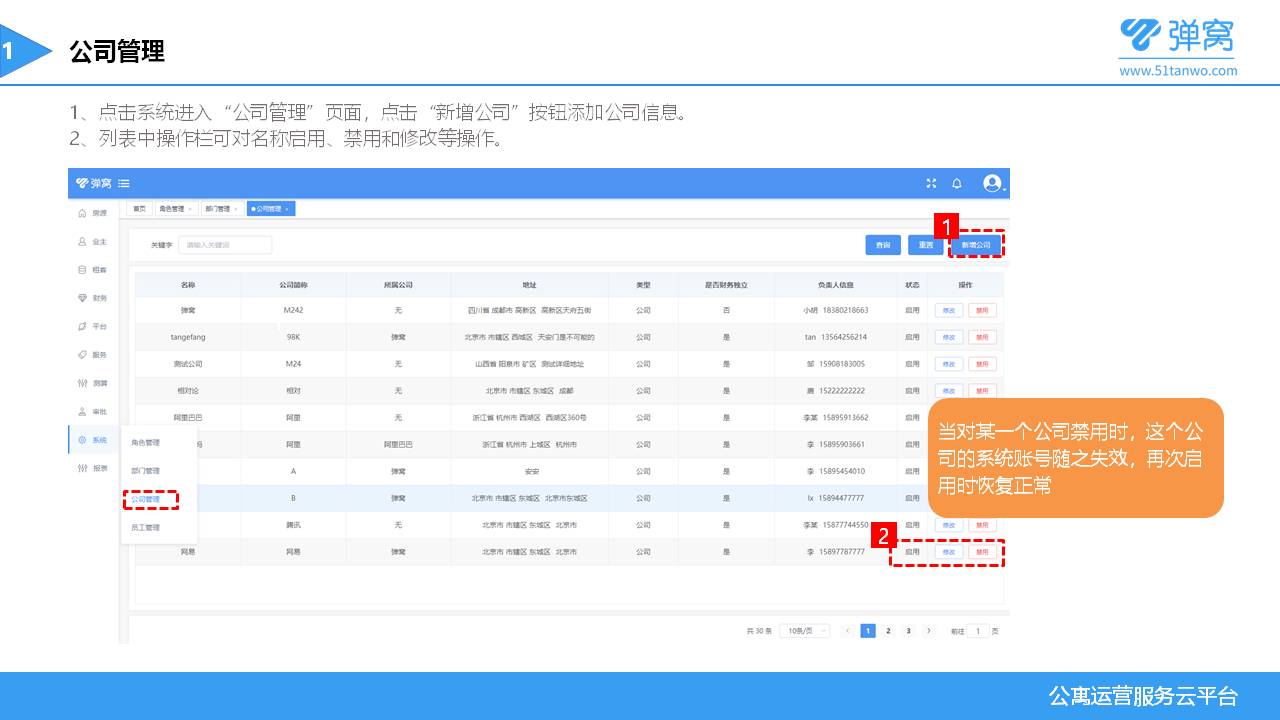 1
公司管理
弹窝
www.51tanwo.com
1、点击系统进入“公司管理”页面，点击“新增公司”按钮添加公司信息。
2、列表中操作栏可对名称启用、禁用和修改等操作。
弹窝
首页 角色管理 × 部门管理 × 公司管理 ×
房源
业主
租客
财务
平台
服务
测算
审批
系统
报表
角色管理
部门管理
公司管理
员工管理
关键字 请输入关键词 查询 重置 新增公司
1
名称 公司简称 所属公司 地址 类型 是否财务独立 负责人信息 状态 操作
弹窝 M242 无 四川省 成都市 高新区 高新区天府五街 公司 否 小胡 18380218663 启用 修改 禁用
tangefang 98K 弹窝 北京市 市辖区 西城区 天安门是不可能的 公司 是 tan 13564256214 启用 修改 禁用
测试公司 M24 无 山西省 阳泉市 矿区 测试详细地址 公司 是 邹 15908183005 启用 修改 禁用
相对论 相对 无 北京市 市辖区 东城区 成都 公司 是 唐 15222222222 启用 修改 禁用
阿里巴巴 阿里 无 浙江省 杭州市 西湖区 西湖区360号 公司 是 李某 15895913662 启用
阿里 阿里巴巴 浙江省 杭州市 上城区 杭州市 公司 是 李 15895903661 启用
A 弹窝 安安 公司 是 李 15895454010 启用
B 弹窝 北京市 市辖区 东城区 北京市东城区 公司 是 lx 15894477777 启用
腾讯 无 北京市 市辖区 东城区 北京市 公司 是 李某 15877744550 启用 修改 禁用
网易 网易 弹窝 北京市 市辖区 东城区 北京市 公司 是 李 15897787777 启用 修改 禁用
2
当对某一个公司禁用时，这个公
司的系统账号随之失效，再次启
用时恢复正常
共 30 条 10条/页 < 1 2 3 > 前往 1 页
公寓运营服务云平台